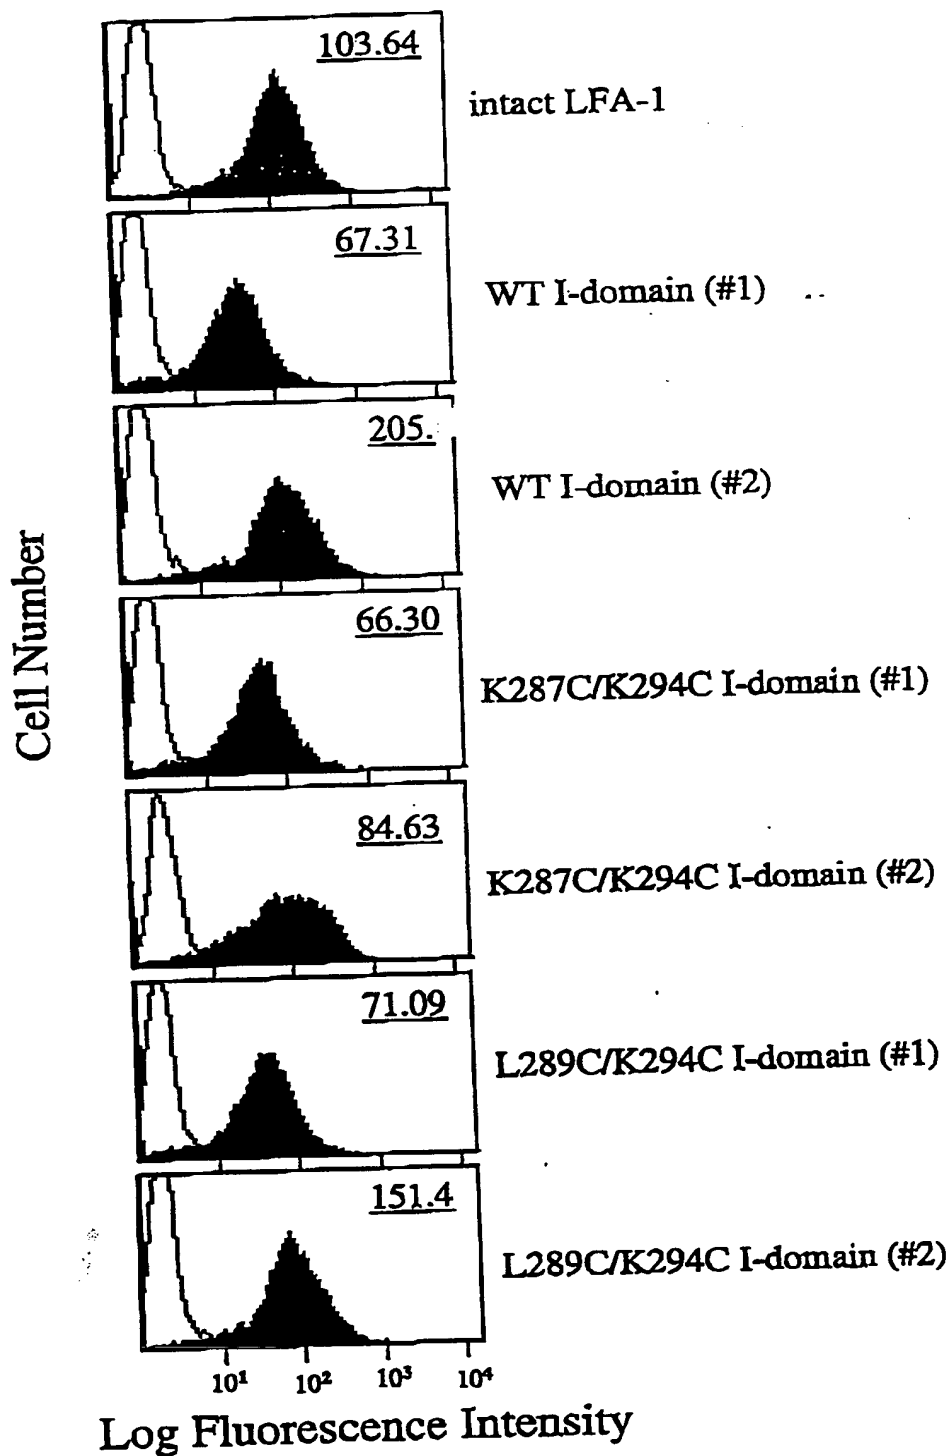 103.64
intact LFA-1
67.31
WT I-domain (#1)
205.
WT I-domain (#2)
66.30
K287C/K294C I-domain (#1)
84.63
K287C/K294C I-domain (#2)
71.09
L289C/K294C I-domain (#1)
151.4
L289C/K294C I-domain (#2)
Cell Number
10¹ 10² 10³ 10⁴
Log Fluorescence Intensity